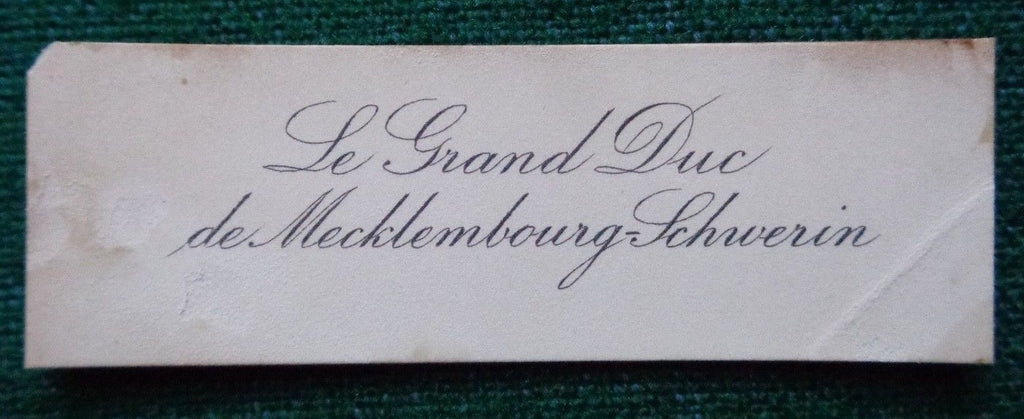 Le Grand Duc
de Mecklembourg-Schwerin